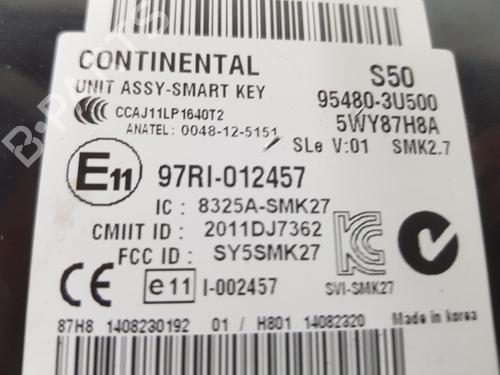 CONTINENTAL
S50
UNIT ASSY-SMART KEY
95480-3U500
CCAJ11LP1640T2
5WY87H8A
ANATEL : 0048-12-5151
SLe V:01 SMK2.7
E11 97RI-012457
IC : 8325A-SMK27
CMIIT ID : 2011DJ7362
FCC ID : SY5SMK27
CE e11 I-002457
SVI-SMK27
87H8 1408230192 01 / H801 14082320 Made in korea
B-PARTS